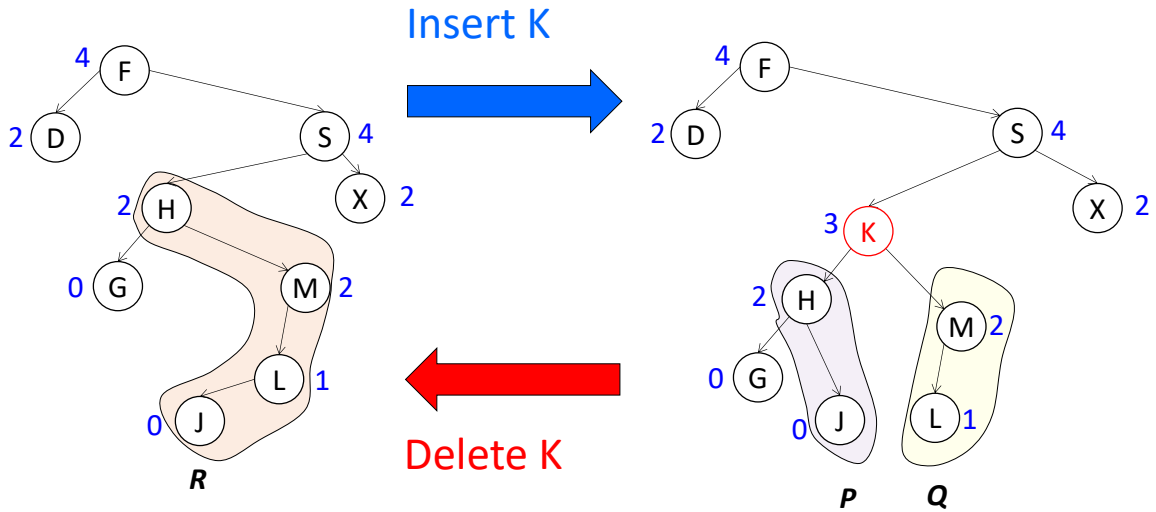 Insert K
4 F
2 D
S 4
2 H
X 2
0 G
M 2
L 1
0 J
R
4 F
2 D
S 4
X 2
3 K
2 H
M 2
0 G
0 J
L 1
P
Q
Delete K